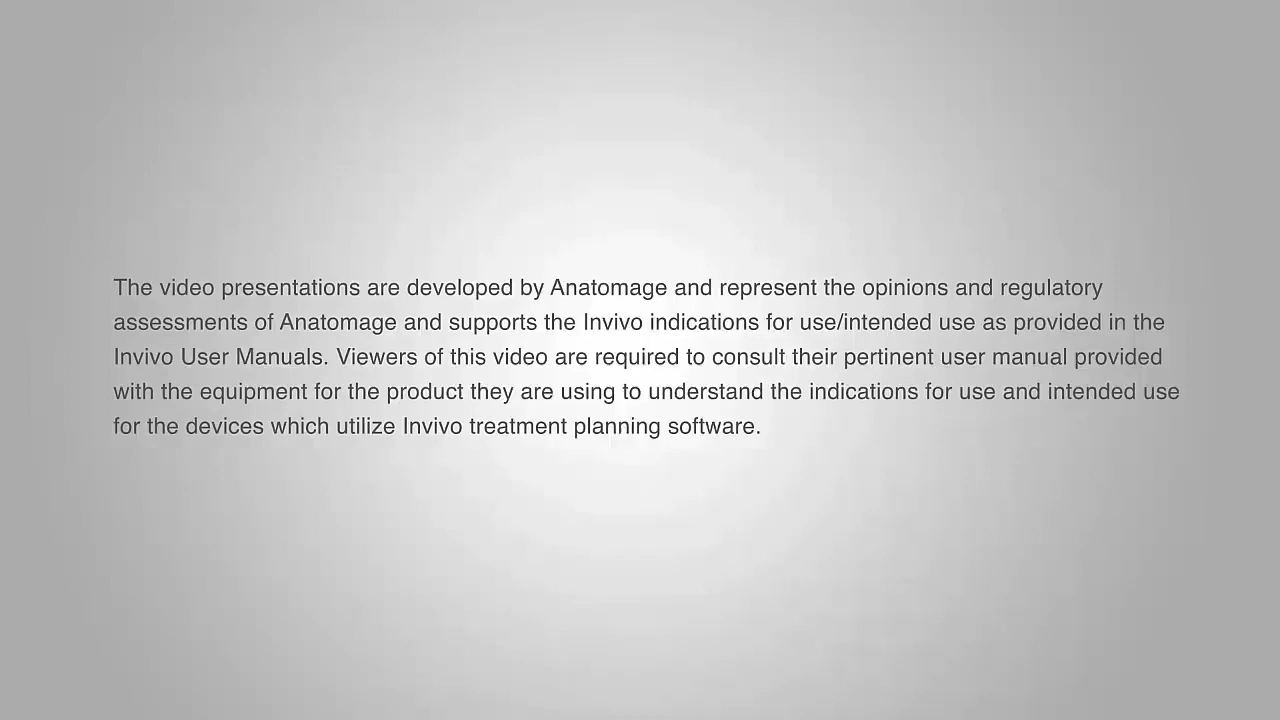 The video presentations are developed by Anatomage and represent the opinions and regulatory
assessments of Anatomage and supports the Invivo indications for use/intended use as provided in the
Invivo User Manuals. Viewers of this video are required to consult their pertinent user manual provided
with the equipment for the product they are using to understand the indications for use and intended use
for the devices which utilize Invivo treatment planning software.